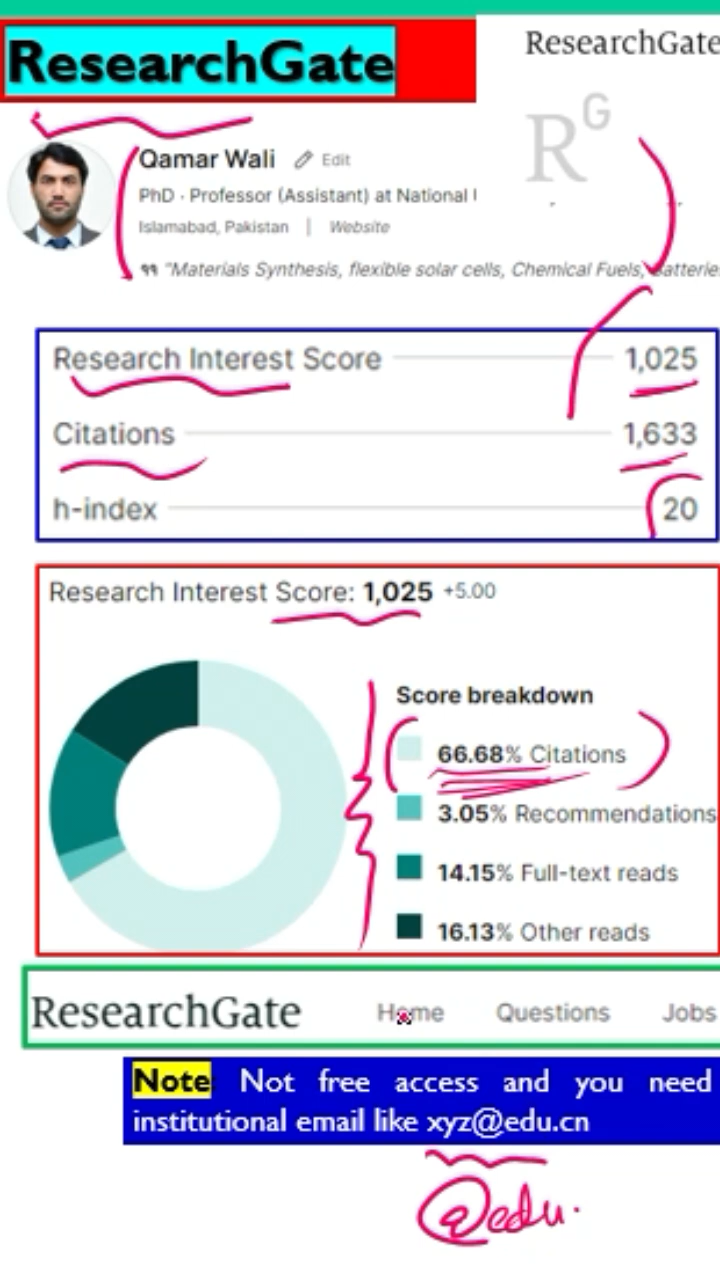 ResearchGate
ResearchGate
RG
Qamar Wali Edit
PhD · Professor (Assistant) at National
Islamabad, Pakistan | Website
"Materials Synthesis, flexible solar cells, Chemical Fuels,
Research Interest Score 1,025
Citations 1,633
h-index 20
Research Interest Score: 1,025 +5.00
Score breakdown
66.68% Citations
3.05% Recommendations
14.15% Full-text reads
16.13% Other reads
ResearchGate Home Questions Jobs
Note Not free access and you need
institutional email like xyz@edu.cn
@edu.